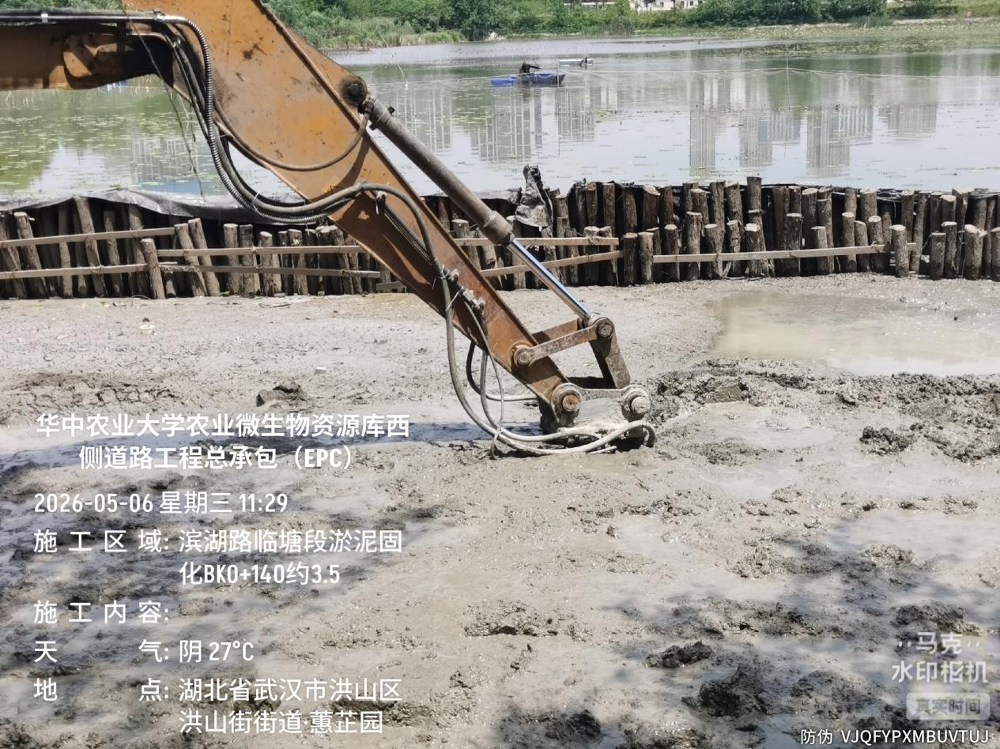 华中农业大学农业微生物资源库西
侧道路工程总承包（EPC）
2026-05-06 星期三 11:29
施工区域: 滨湖路临塘段淤泥固
化BK0+140约3.5
施工内容:
天气: 阴 27°C
地点: 湖北省武汉市洪山区
洪山街街道·蕙芷园
马克
水印相机
真实时间
防伪 VJQFYPXMBUVTUJ